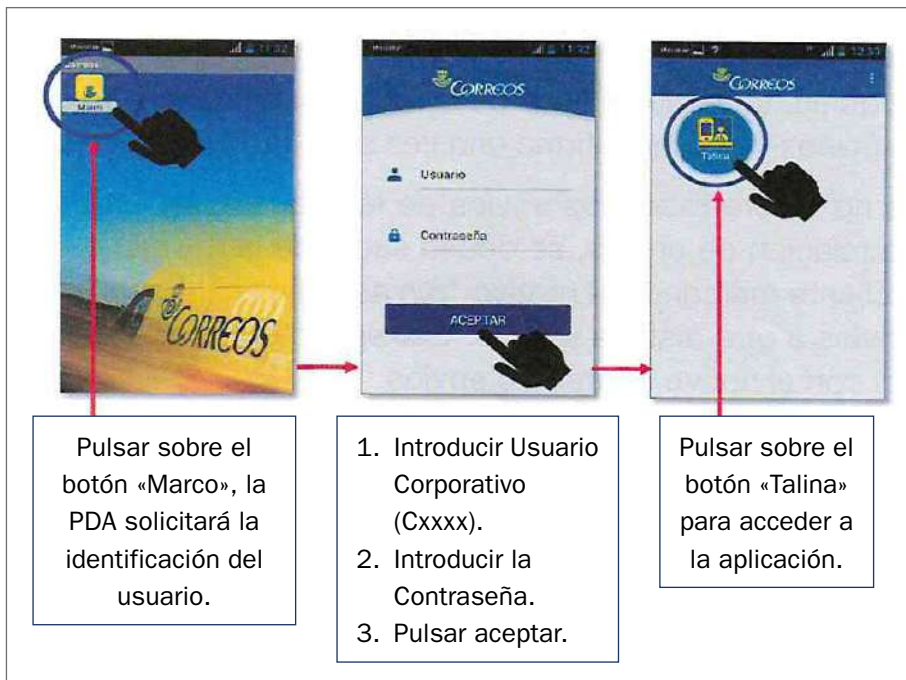 11:32
Marco
CORREOS
Pulsar sobre el
botón «Marco», la
PDA solicitará la
identificación del
usuario.
CORREOS
Usuario
Contraseña
ACEPTAR
1. Introducir Usuario
Corporativo
(Cxxxx).
2. Introducir la
Contraseña.
3. Pulsar aceptar.
CORREOS
Talina
Pulsar sobre el
botón «Talina»
para acceder a
la aplicación.